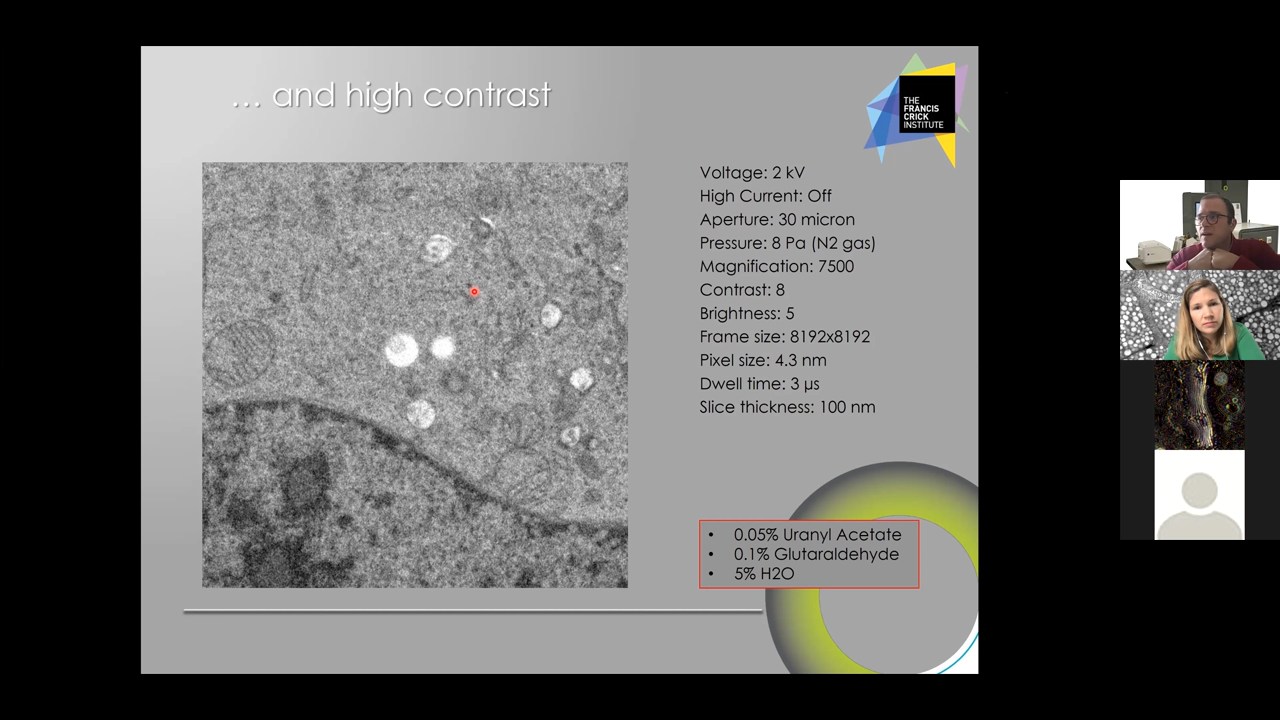 ... and high contrast
THE
FRANCIS
CRICK
INSTITUTE
Voltage: 2 kV
High Current: Off
Aperture: 30 micron
Pressure: 8 Pa (N2 gas)
Magnification: 7500
Contrast: 8
Brightness: 5
Frame size: 8192x8192
Pixel size: 4.3 nm
Dwell time: 3 µs
Slice thickness: 100 nm
• 0.05% Uranyl Acetate
• 0.1% Glutaraldehyde
• 5% H2O